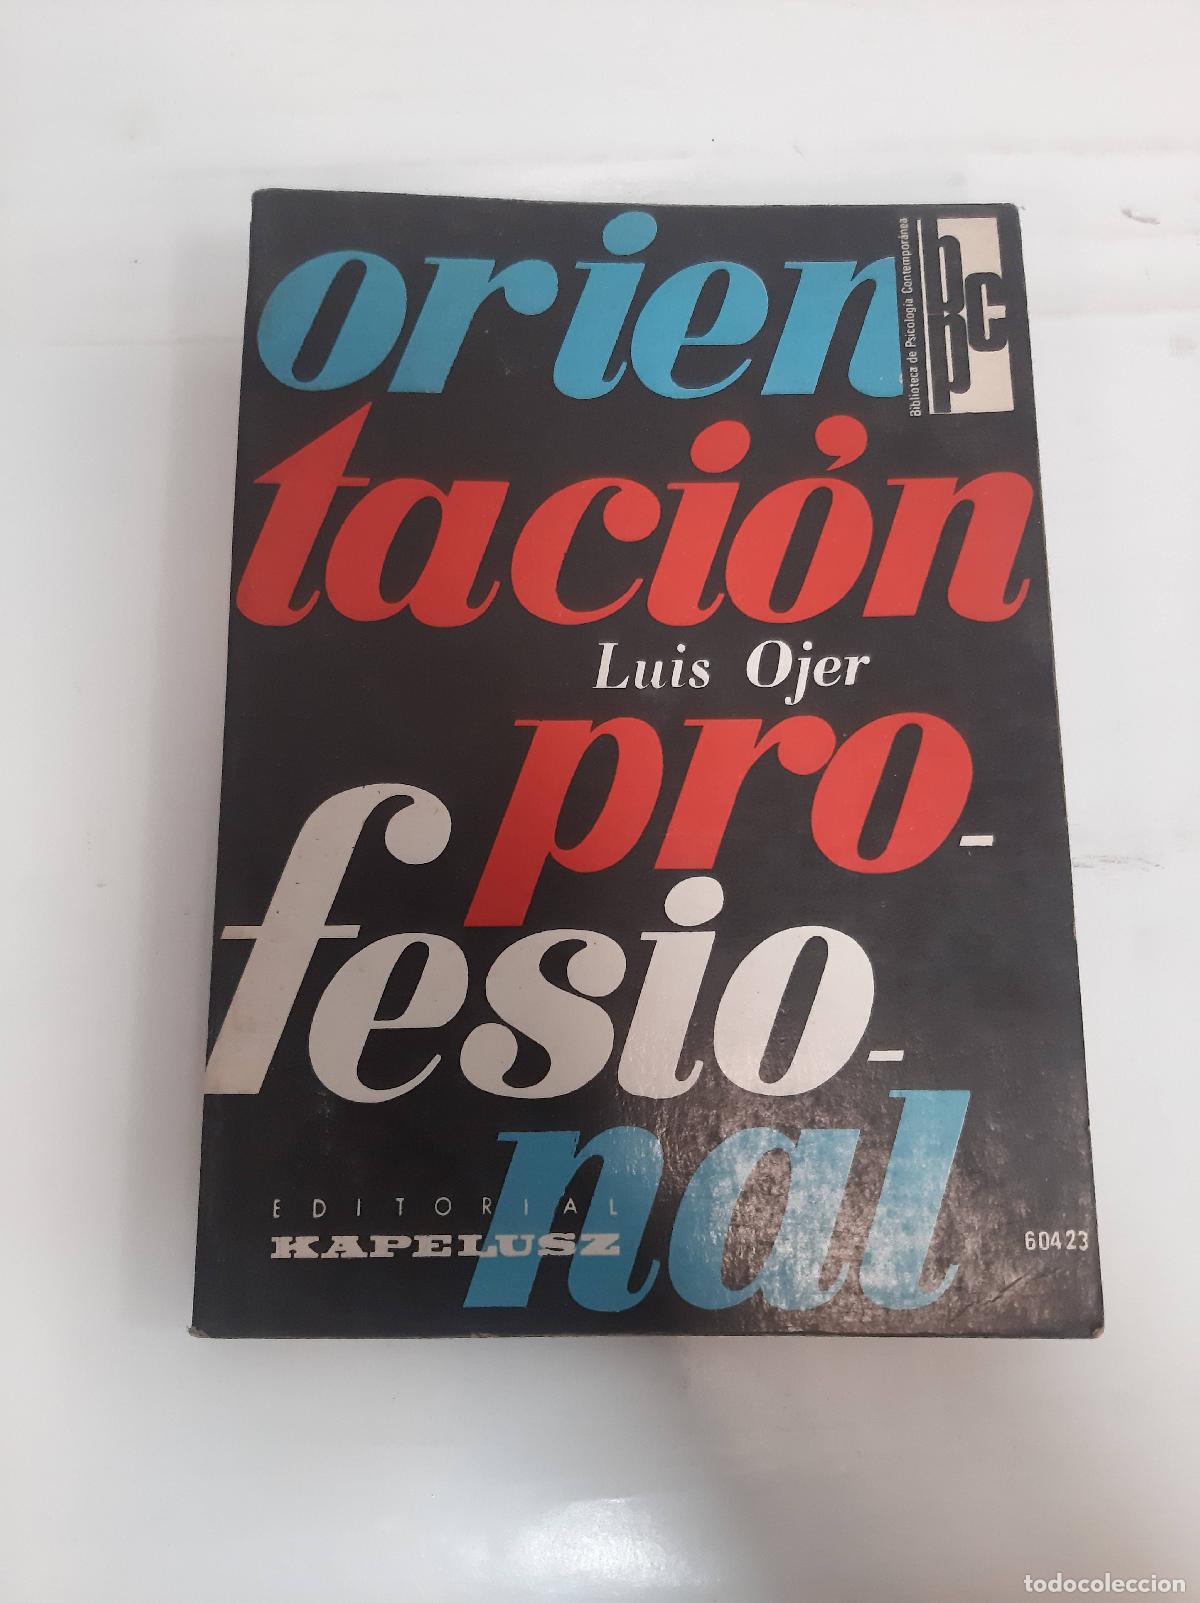 orien
Biblioteca de Psicología Contemporánea
bpc
tación
Luis Ojer
pro-
fesio-
nal
EDITORIAL
KAPELUSZ
60423
todocoleccion